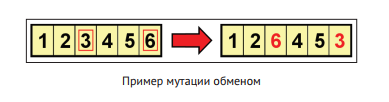 1 2 3 4 5 6 1 2 6 4 5 3
Пример мутации обменом